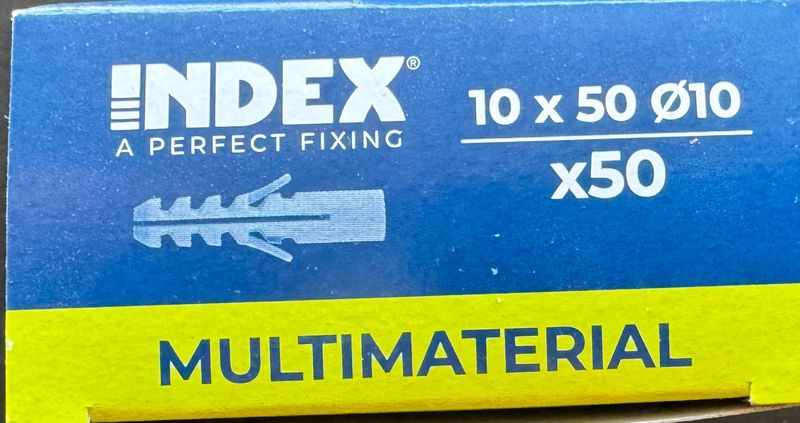 INDEX®
A PERFECT FIXING
10 x 50 Ø10
x50
MULTIMATERIAL